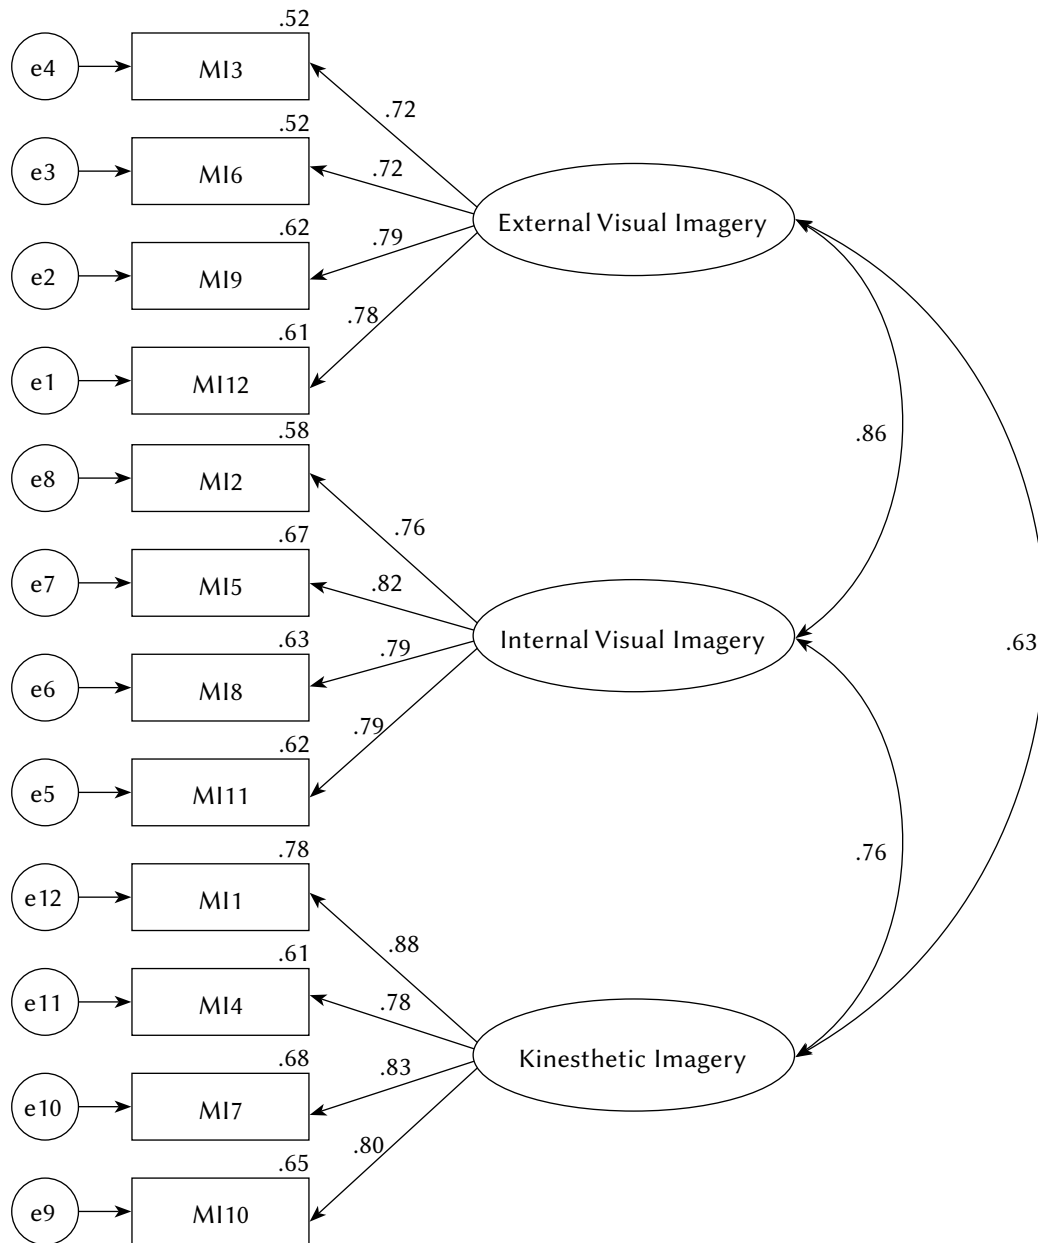 .52
e4 MI3
.72
.52
e3 MI6
.72
External Visual Imagery
.62
e2 MI9
.79
.78
.61
e1 MI12
.58
.86
e8 MI2
.76
.67
e7 MI5
.82
.63
Internal Visual Imagery
.63
e6 MI8
.79
.79
.62
e5 MI11
.78
.76
e12 MI1
.88
.61
e11 MI4
.78
Kinesthetic Imagery
.68
e10 MI7
.83
.80
.65
e9 MI10